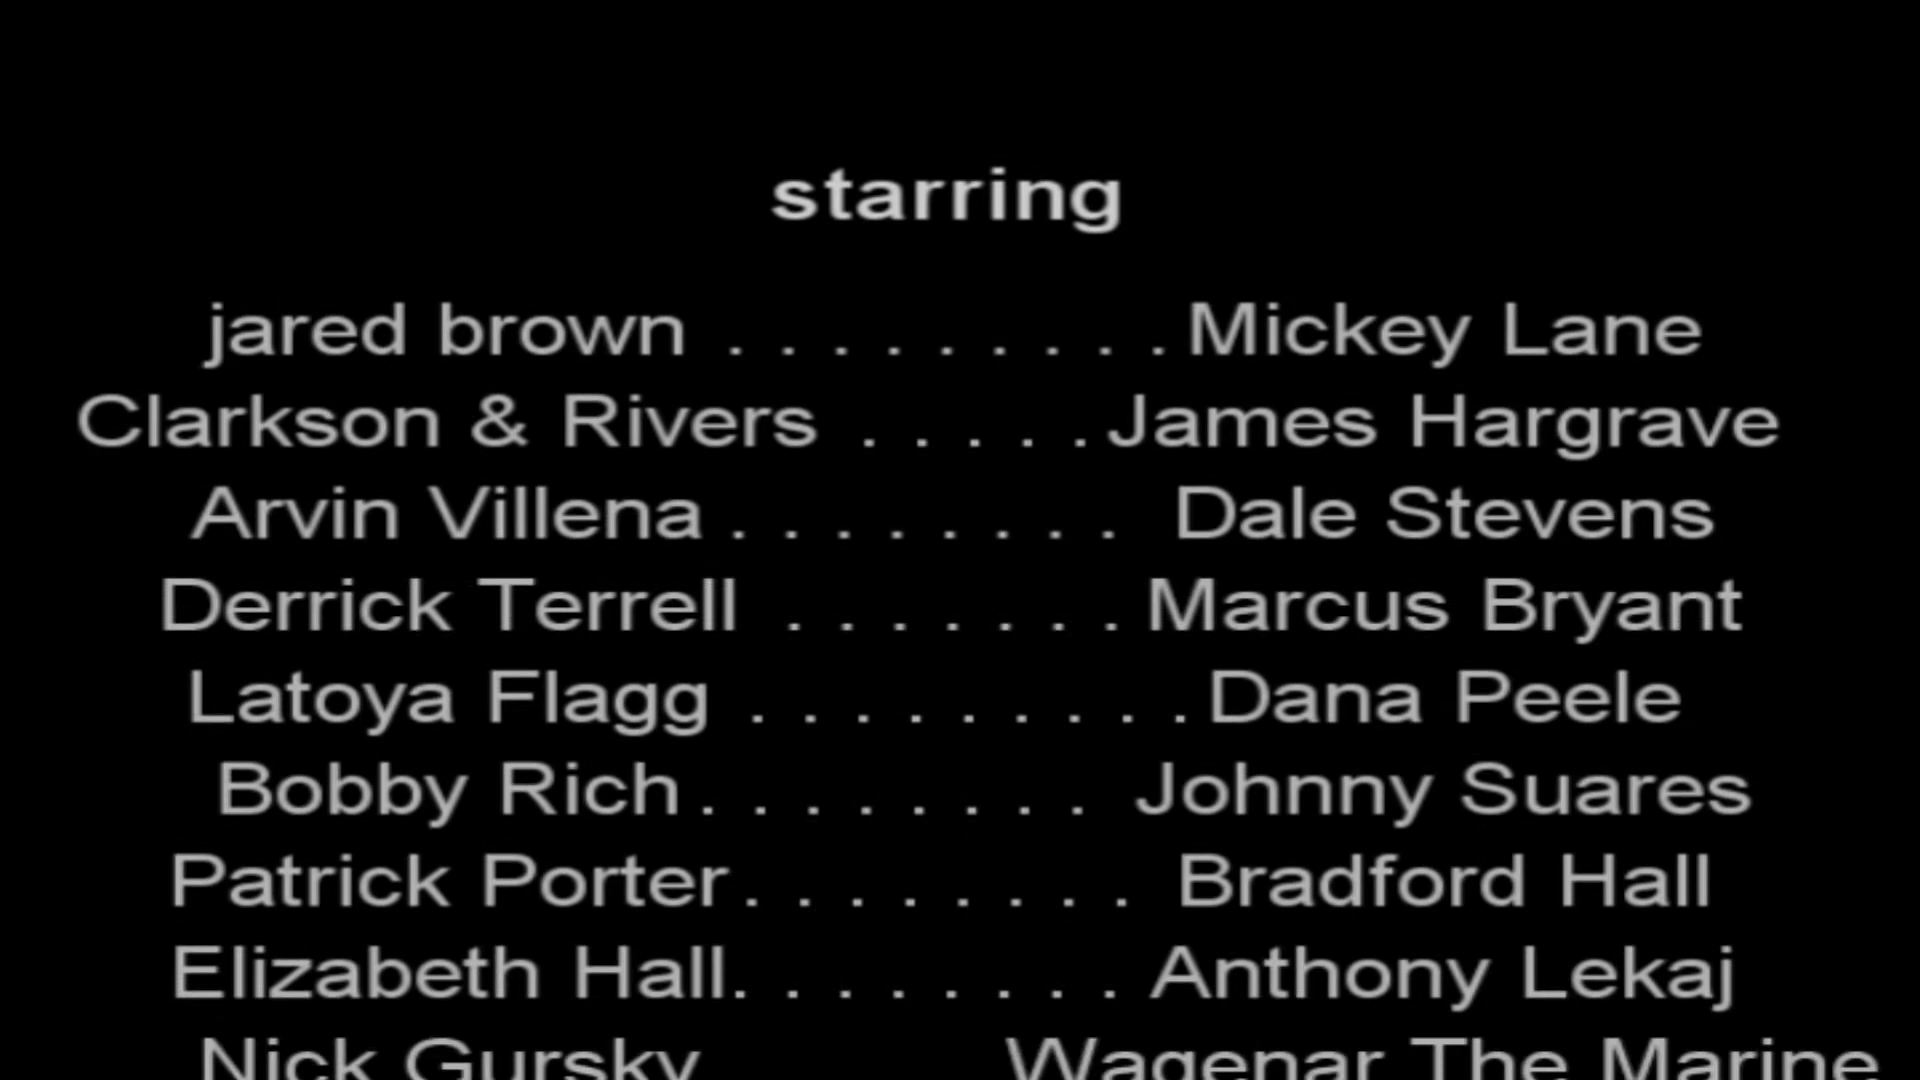 starring
jared brown . . . . . . . . . Mickey Lane
Clarkson & Rivers . . . . . James Hargrave
Arvin Villena . . . . . . . . Dale Stevens
Derrick Terrell . . . . . . . Marcus Bryant
Latoya Flagg . . . . . . . . . Dana Peele
Bobby Rich . . . . . . . . Johnny Suares
Patrick Porter . . . . . . . . Bradford Hall
Elizabeth Hall . . . . . . . . Anthony Lekaj
Nick Gursky Wagenar The Marine